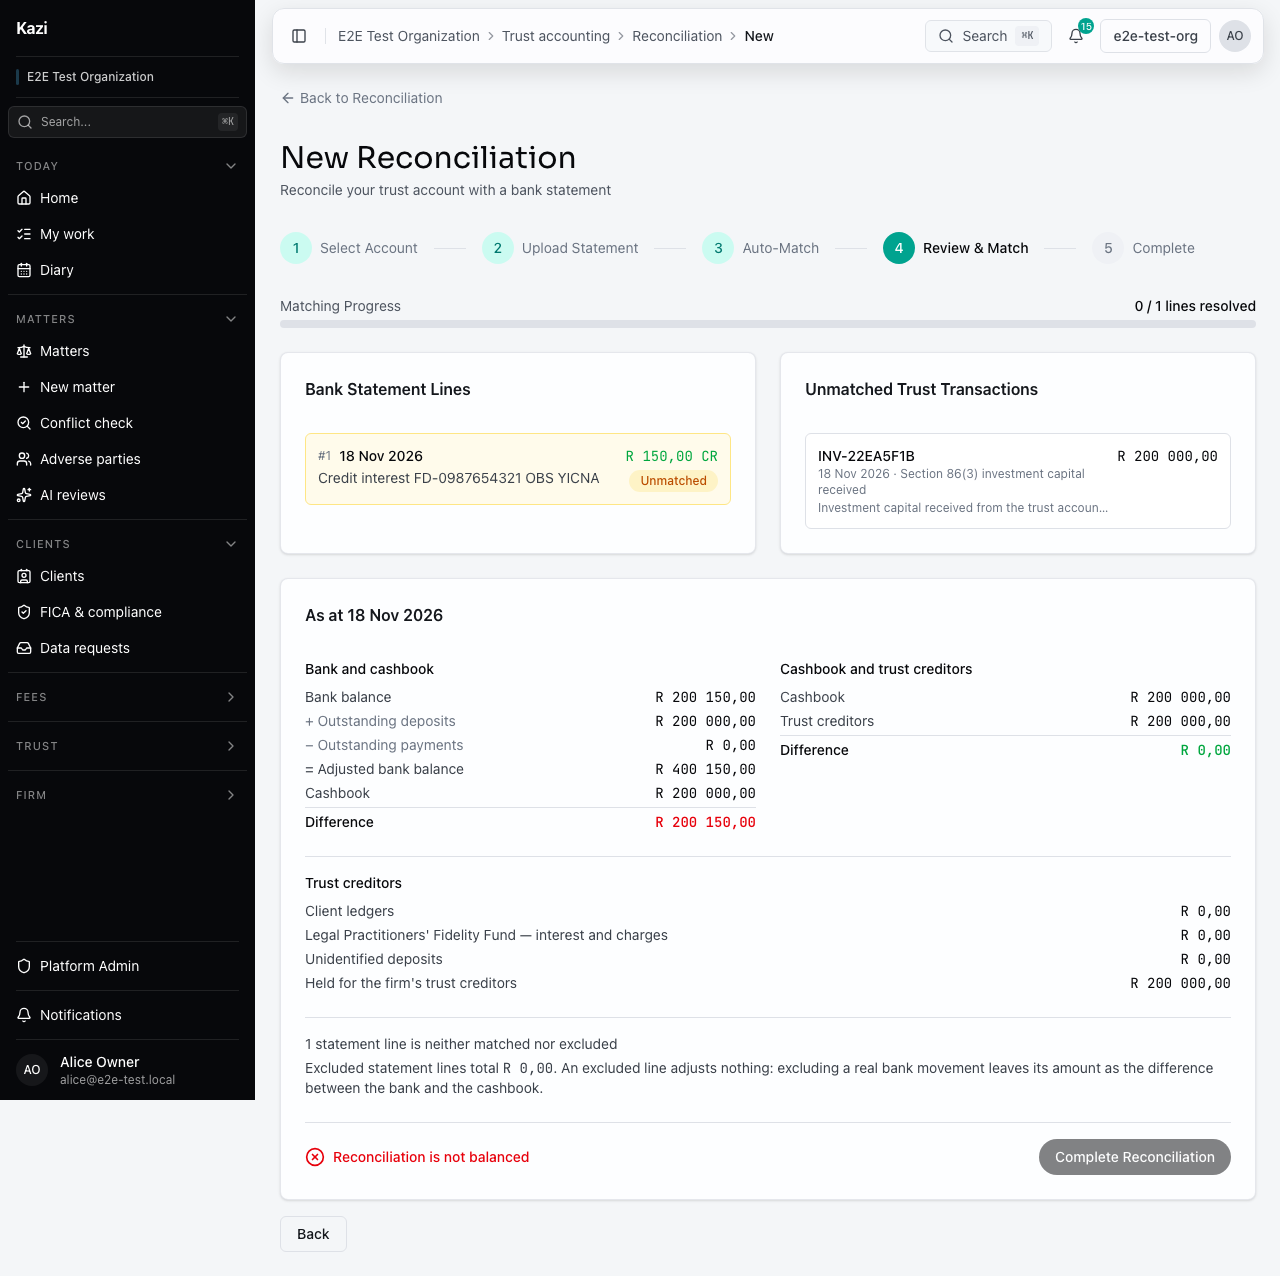 Kazi
E2E Test Organization
Search... ⌘K
TODAY
Home
My work
Diary
MATTERS
Matters
New matter
Conflict check
Adverse parties
AI reviews
CLIENTS
Clients
FICA & compliance
Data requests
FEES
TRUST
FIRM
Platform Admin
Notifications
AO Alice Owner
alice@e2e-test.local
E2E Test Organization > Trust accounting > Reconciliation > New
Search ⌘K
15
e2e-test-org
AO
← Back to Reconciliation
New Reconciliation
Reconcile your trust account with a bank statement
1 Select Account 2 Upload Statement 3 Auto-Match 4 Review & Match 5 Complete
Matching Progress 0 / 1 lines resolved
Bank Statement Lines
#1 18 Nov 2026 R 150,00 CR
Credit interest FD-0987654321 OBS YICNA Unmatched
Unmatched Trust Transactions
INV-22EA5F1B R 200 000,00
18 Nov 2026 · Section 86(3) investment capital
received
Investment capital received from the trust accoun...
As at 18 Nov 2026
Bank and cashbook
Bank balance R 200 150,00
+ Outstanding deposits R 200 000,00
− Outstanding payments R 0,00
= Adjusted bank balance R 400 150,00
Cashbook R 200 000,00
Difference R 200 150,00
Cashbook and trust creditors
Cashbook R 200 000,00
Trust creditors R 200 000,00
Difference R 0,00
Trust creditors
Client ledgers R 0,00
Legal Practitioners' Fidelity Fund — interest and charges R 0,00
Unidentified deposits R 0,00
Held for the firm's trust creditors R 200 000,00
1 statement line is neither matched nor excluded
Excluded statement lines total R 0,00. An excluded line adjusts nothing: excluding a real bank movement leaves its amount as the difference
between the bank and the cashbook.
Reconciliation is not balanced
Complete Reconciliation
Back